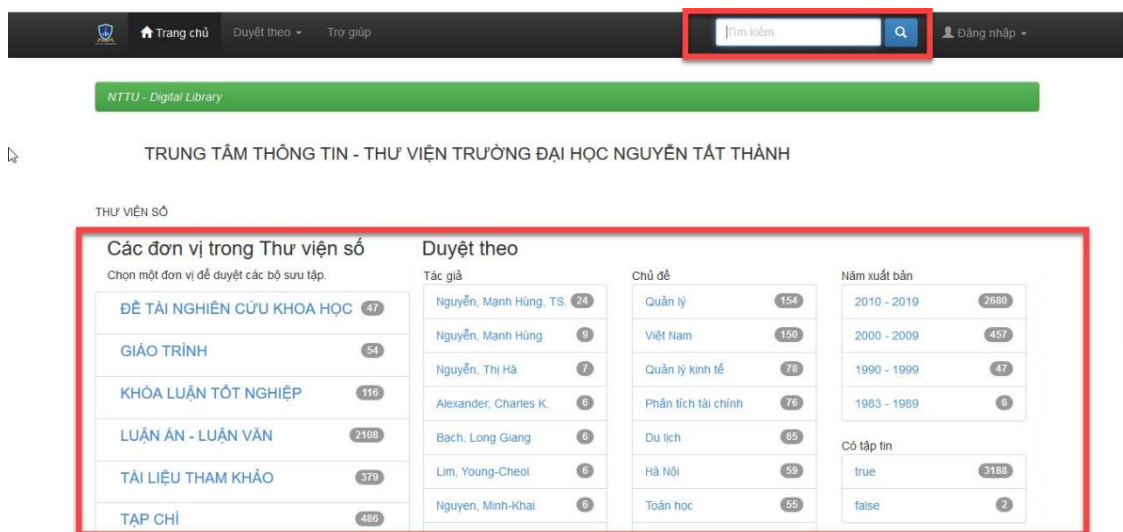 Trang chủ Duyệt theo Trợ giúp Tìm kiếm Đăng nhập
NTTU - Digital Library
TRUNG TÂM THÔNG TIN - THƯ VIỆN TRƯỜNG ĐẠI HỌC NGUYỄN TẤT THÀNH
THƯ VIỆN SỐ
Các đơn vị trong Thư viện số
Chọn một đơn vị để duyệt các bộ sưu tập.
ĐỀ TÀI NGHIÊN CỨU KHOA HỌC 47
GIÁO TRÌNH 54
KHÓA LUẬN TỐT NGHIỆP 116
LUẬN ÁN - LUẬN VĂN 2108
TÀI LIỆU THAM KHẢO 379
TẠP CHÍ 486
Duyệt theo
Tác giả
Nguyễn, Mạnh Hùng, TS. 24
Nguyễn, Mạnh Hùng 9
Nguyễn, Thị Hà 7
Alexander, Charles K. 6
Bạch, Long Giang 6
Lim, Young-Cheol 6
Nguyen, Minh-Khai 6
Chủ đề
Quản lý 154
Việt Nam 150
Quản lý kinh tế 78
Phân tích tài chính 76
Du lịch 65
Hà Nội 59
Toán học 55
Năm xuất bản
2010 - 2019 2680
2000 - 2009 457
1990 - 1999 47
1983 - 1989 6
Có tập tin
true 3188
false 2